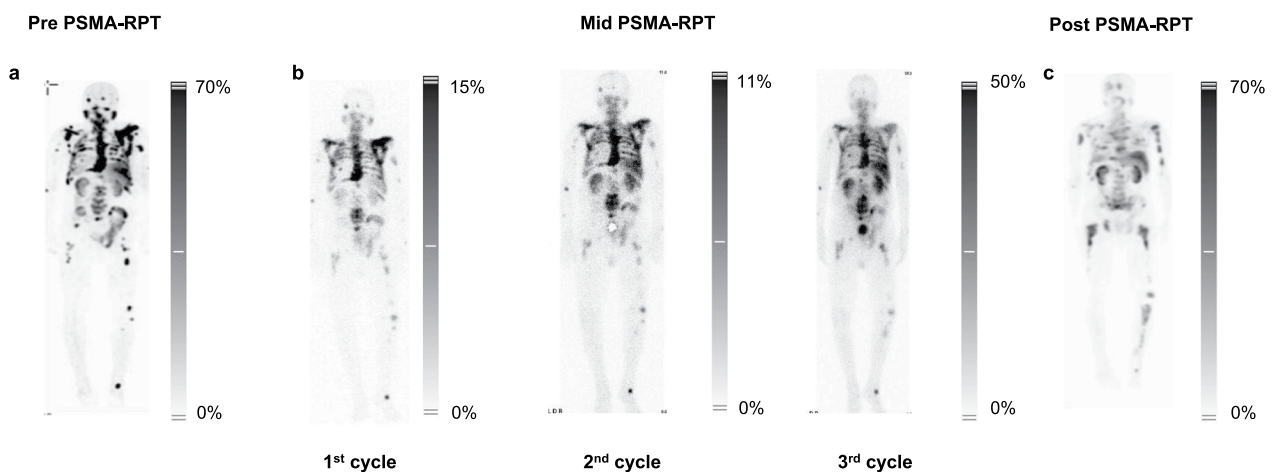 Pre PSMA-RPT
Mid PSMA-RPT
Post PSMA-RPT
a
70%
0%
b
15%
0%
11%
0%
50%
0%
c
70%
0%
L D R
1st cycle
2nd cycle
3rd cycle